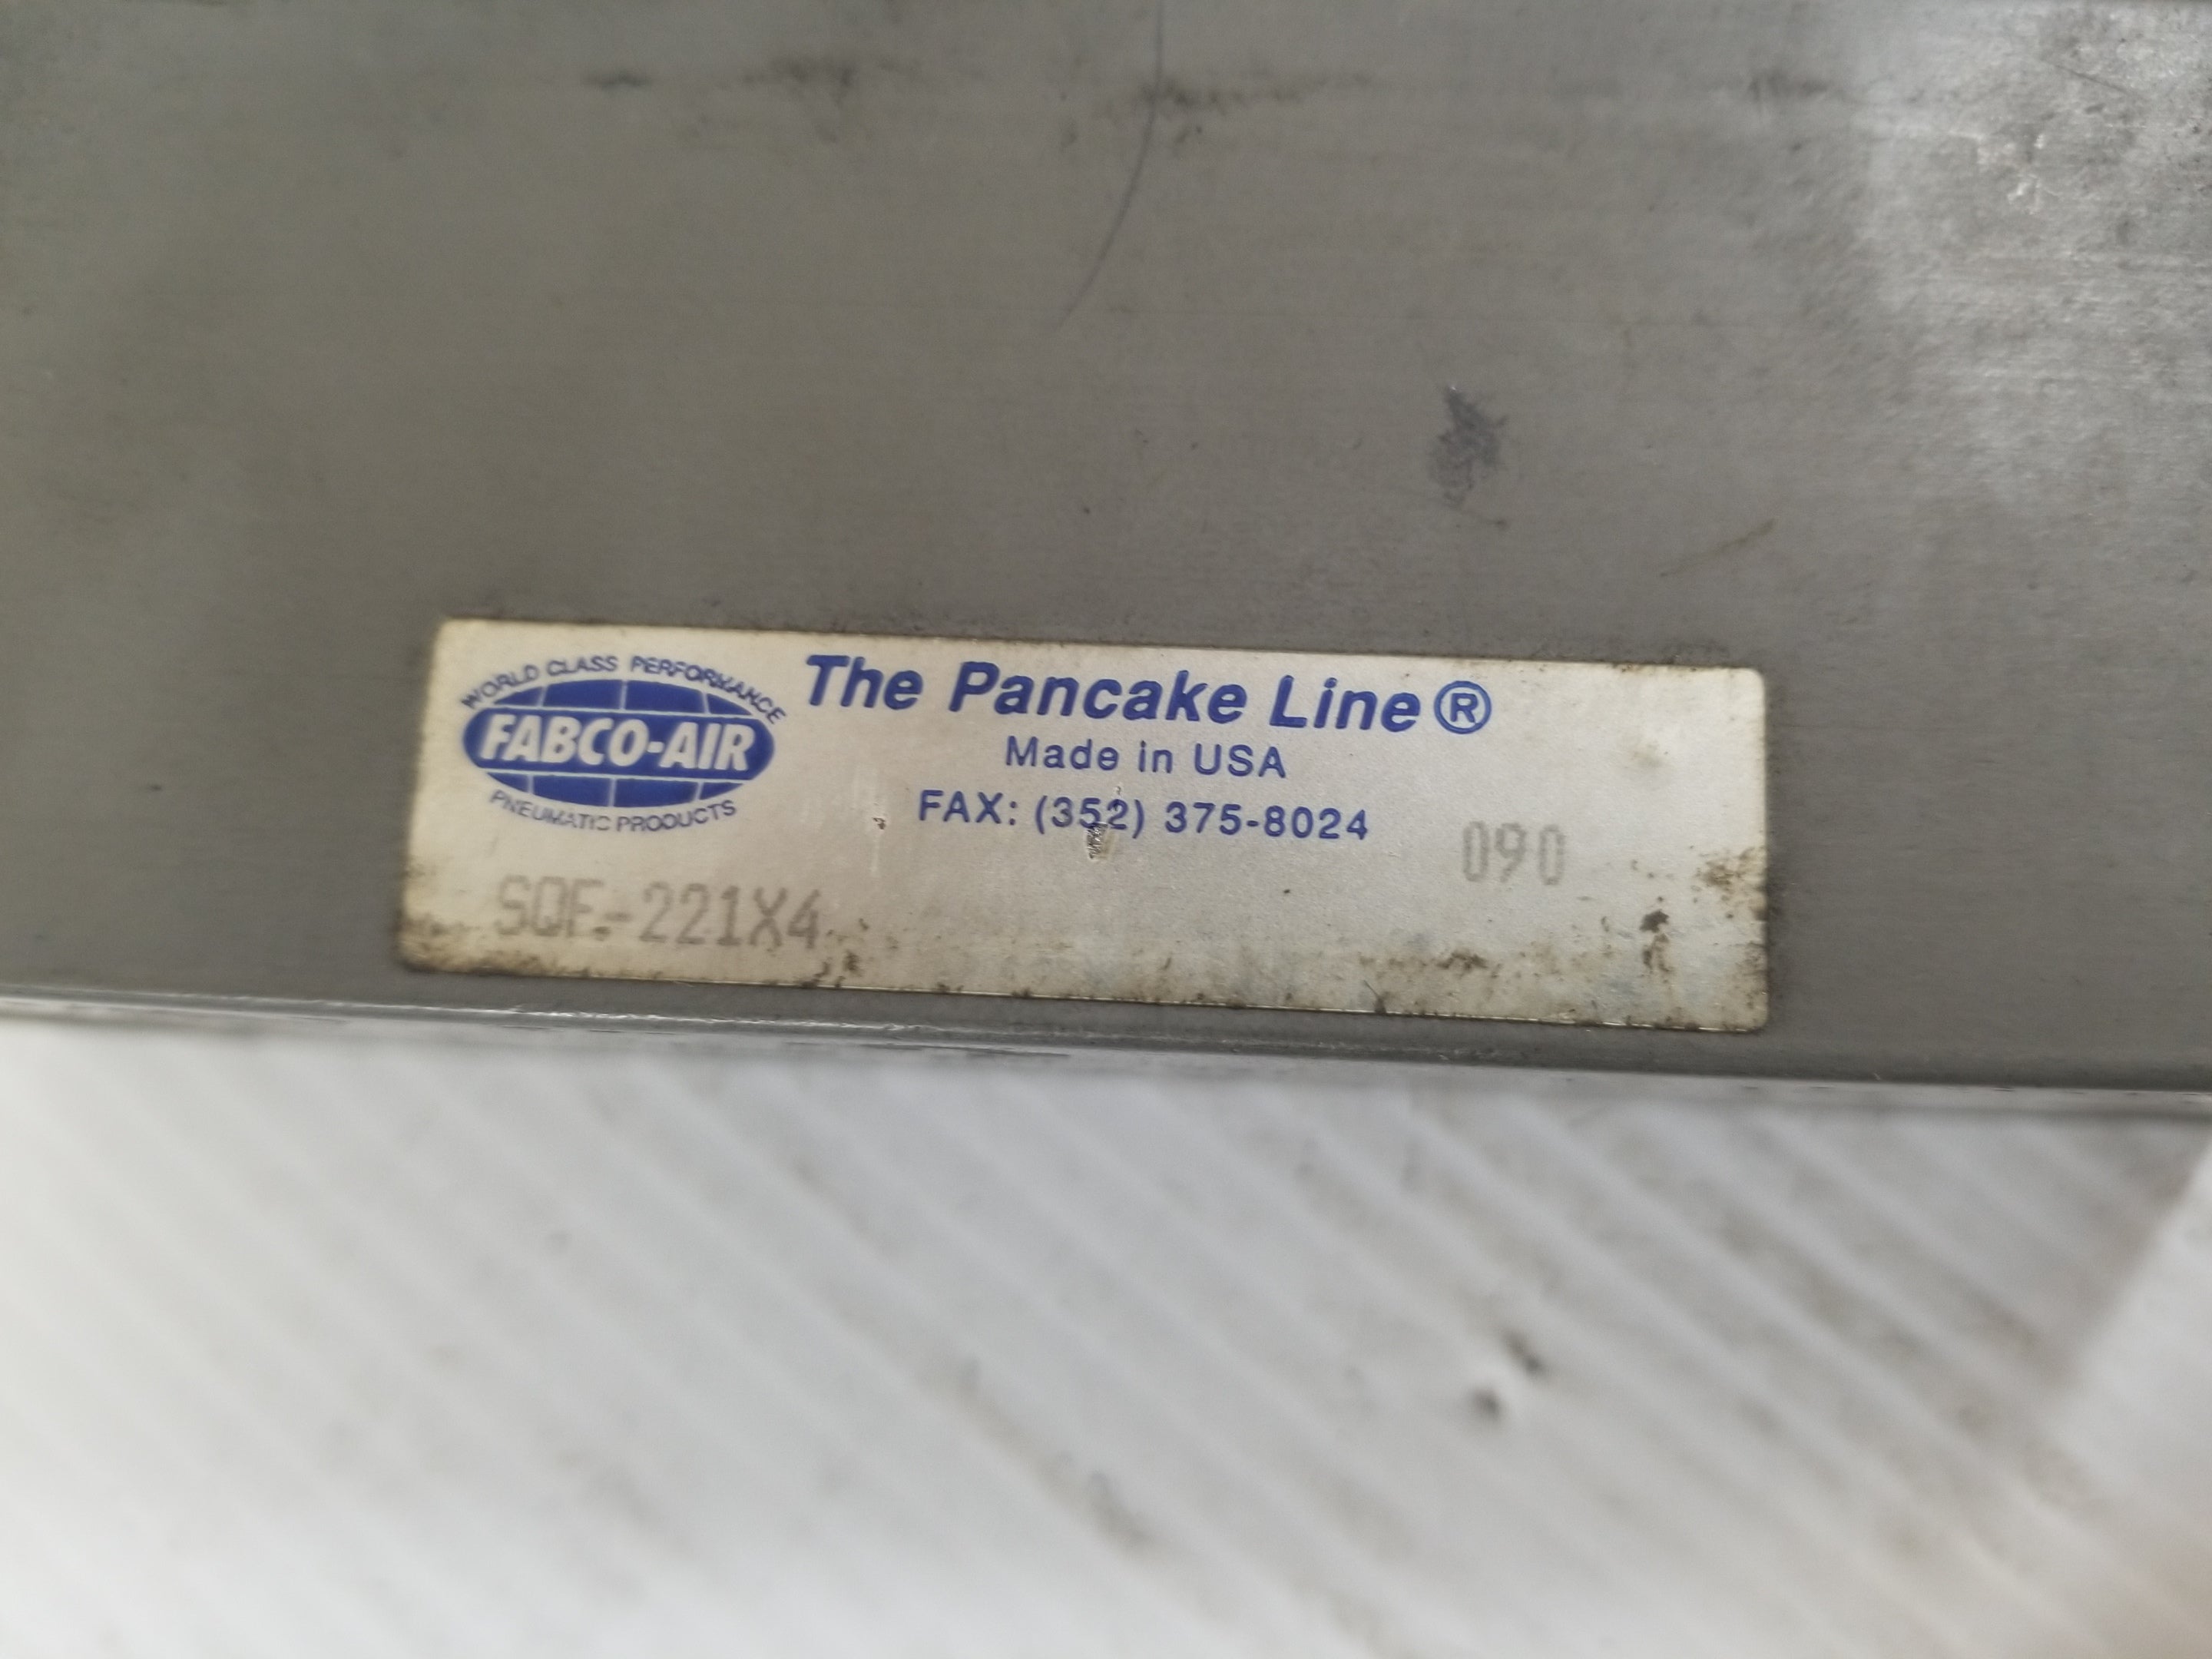 WORLD CLASS PERFORMANCE
FABCO-AIR
PNEUMATIC PRODUCTS
The Pancake Line®
Made in USA
FAX: (352) 375-8024
090
SQF-221X4